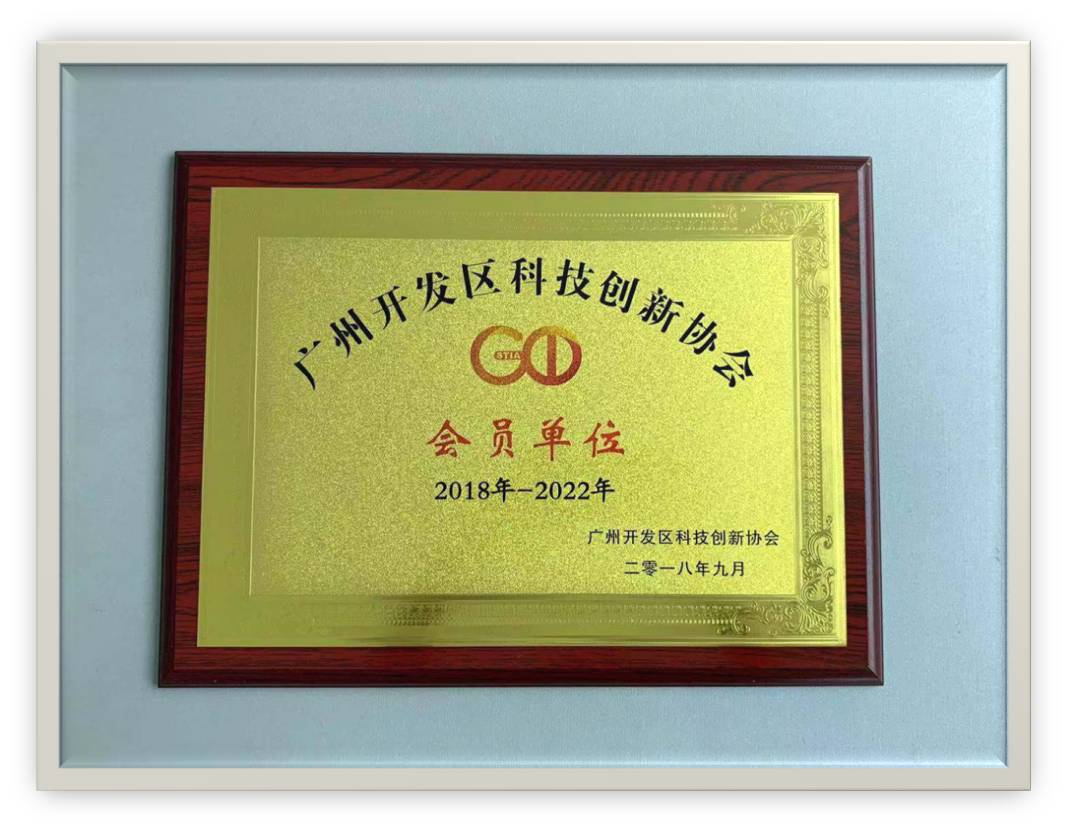 广州开发区科技创新协会
STIA
会员单位
2018年-2022年
广州开发区科技创新协会
二零一八年九月